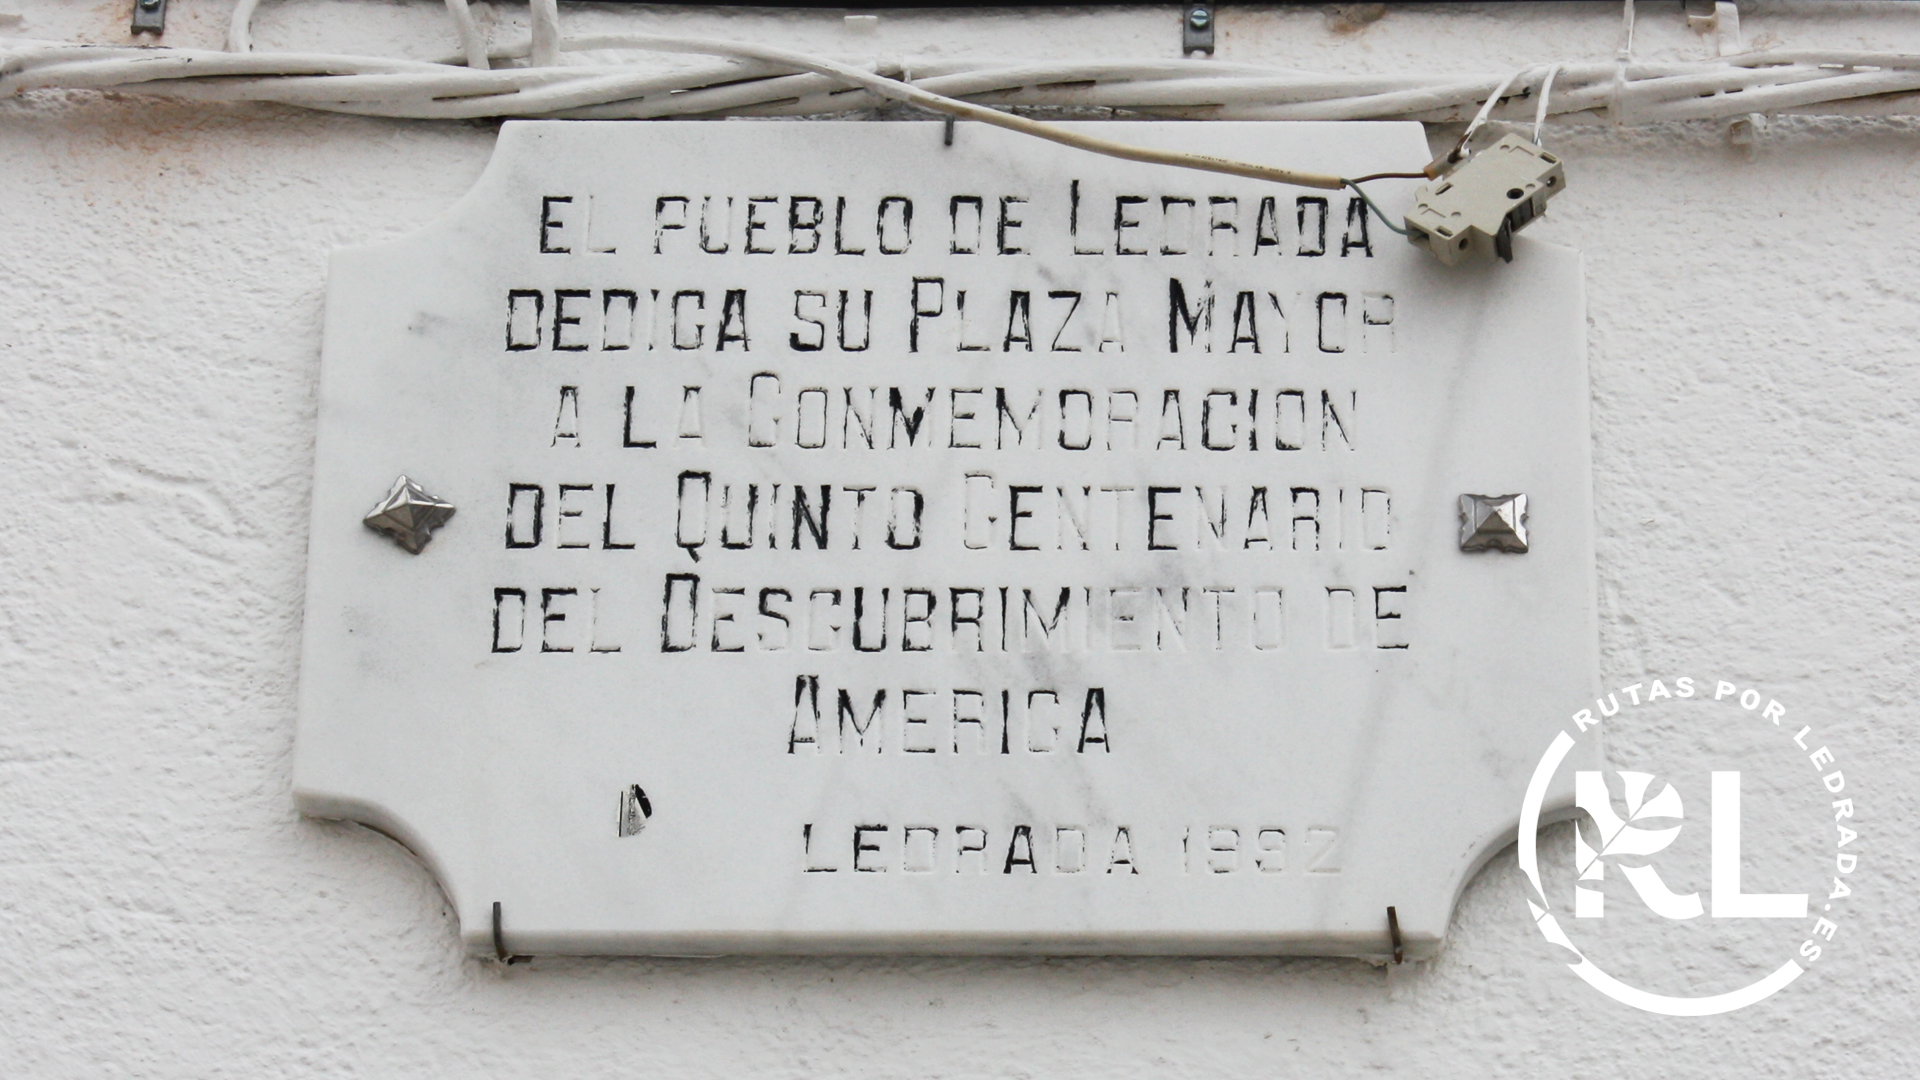 EL PUEBLO DE LEDRADA
DEDICA SU PLAZA MAYOR
A LA CONMEMORACION
DEL QUINTO CENTENARIO
DEL DESCUBRIMIENTO DE
AMERICA
LEDRADA 1992
RUTAS POR LEDRADA.ES
RL